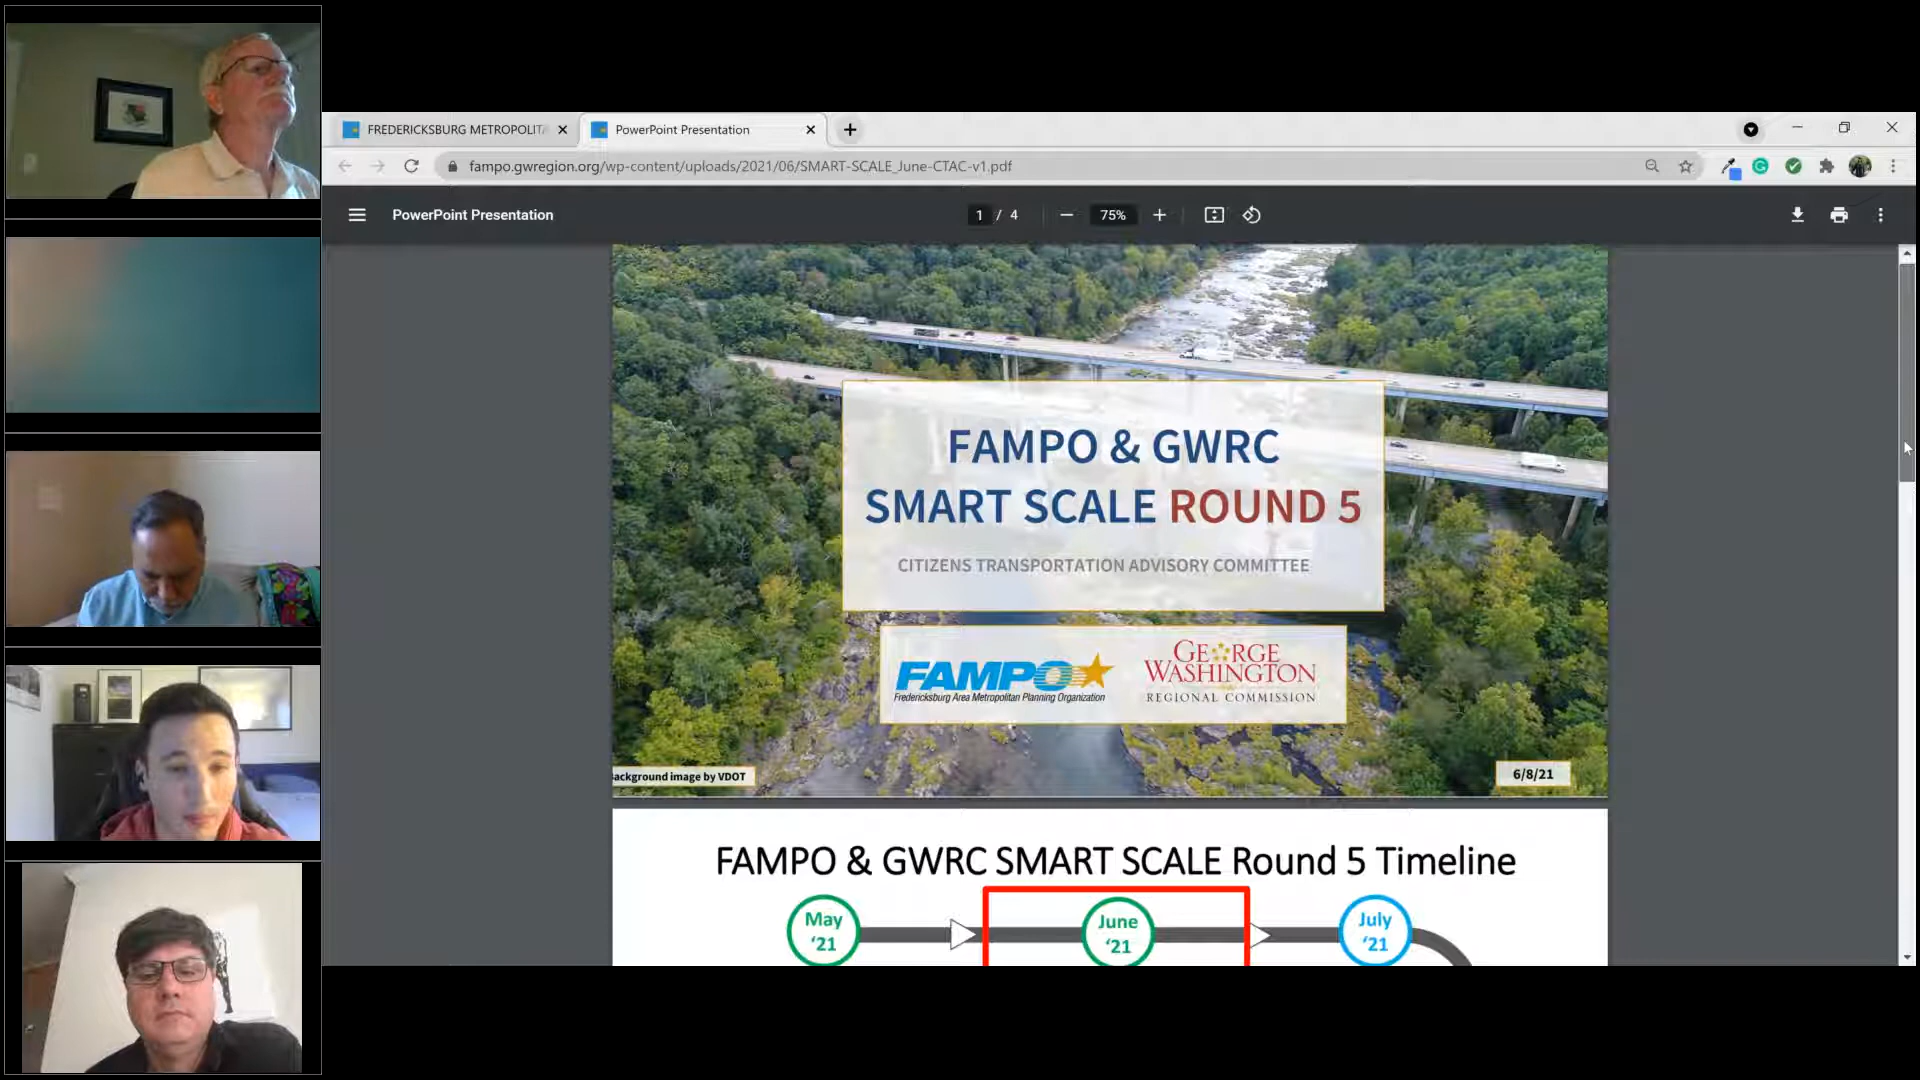 FREDERICKSBURG METROPOLITA
PowerPoint Presentation
fampo.gwregion.org/wp-content/uploads/2021/06/SMART-SCALE_June-CTAC-v1.pdf
PowerPoint Presentation
1 / 4
75%
FAMPO & GWRC
SMART SCALE ROUND 5
CITIZENS TRANSPORTATION ADVISORY COMMITTEE
FAMPO
Fredericksburg Area Metropolitan Planning Organization
GEORGE
WASHINGTON
REGIONAL COMMISSION
ackground image by VDOT
6/8/21
FAMPO & GWRC SMART SCALE Round 5 Timeline
May
'21
June
'21
July
'21